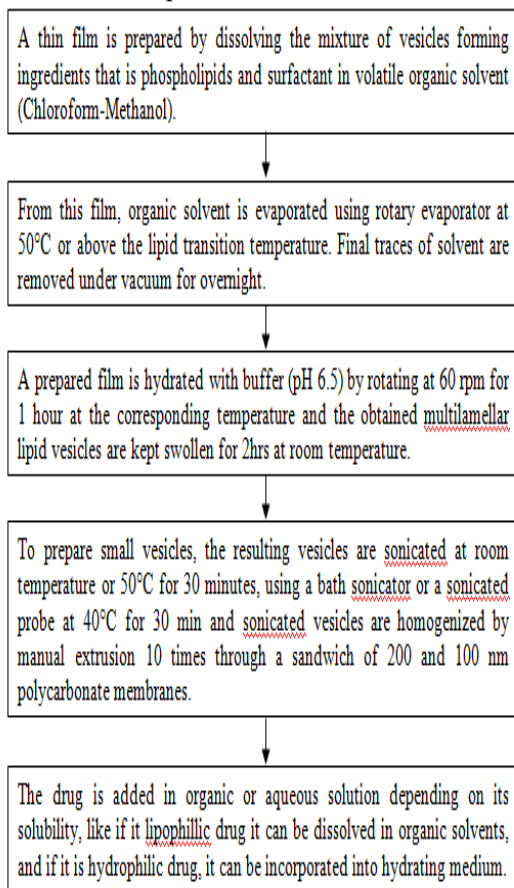 A thin film is prepared by dissolving the mixture of vesicles forming
ingredients that is phospholipids and surfactant in volatile organic solvent
(Chloroform-Methanol).
From this film, organic solvent is evaporated using rotary evaporator at
50°C or above the lipid transition temperature. Final traces of solvent are
removed under vacuum for overnight.
A prepared film is hydrated with buffer (pH 6.5) by rotating at 60 rpm for
1 hour at the corresponding temperature and the obtained multilamellar
lipid vesicles are kept swollen for 2hrs at room temperature.
To prepare small vesicles, the resulting vesicles are sonicated at room
temperature or 50°C for 30 minutes, using a bath sonicator or a sonicated
probe at 40°C for 30 min and sonicated vesicles are homogenized by
manual extrusion 10 times through a sandwich of 200 and 100 nm
polycarbonate membranes.
The drug is added in organic or aqueous solution depending on its
solubility, like if it lipophillic drug it can be dissolved in organic solvents,
and if it is hydrophilic drug, it can be incorporated into hydrating medium.